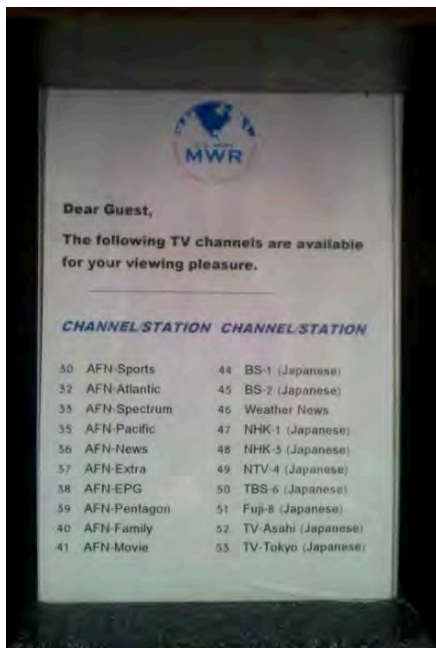 MWR
Dear Guest,
The following TV channels are available
for your viewing pleasure.
CHANNEL/STATION CHANNEL/STATION
30 AFN-Sports 44 BS-1 (Japanese)
32 AFN-Atlantic 45 BS-2 (Japanese)
33 AFN-Spectrum 46 Weather News
35 AFN-Pacific 47 NHK-1 (Japanese)
36 AFN-News 48 NHK-3 (Japanese)
37 AFN-Extra 49 NTV-4 (Japanese)
38 AFN-EPG 50 TBS-6 (Japanese)
39 AFN-Pentagon 51 Fuji-8 (Japanese)
40 AFN-Family 52 TV-Asahi (Japanese)
41 AFN-Movie 53 TV-Tokyo (Japanese)